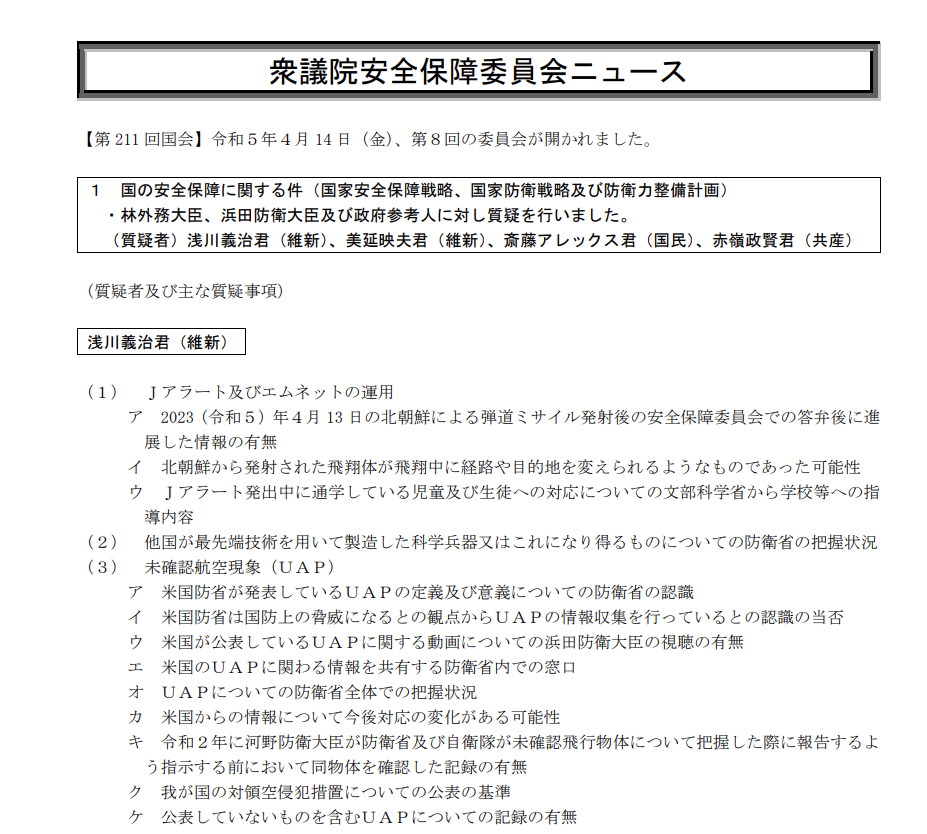 衆議院安全保障委員会ニュース
【第 211 回国会】令和５年４月 14 日（金）、第８回の委員会が開かれました。
１　国の安全保障に関する件（国家安全保障戦略、国家防衛戦略及び防衛力整備計画）
・林外務大臣、浜田防衛大臣及び政府参考人に対し質疑を行いました。
（質疑者）浅川義治君（維新）、美延映夫君（維新）、斎藤アレックス君（国民）、赤嶺政賢君（共産）
（質疑者及び主な質疑事項）
浅川義治君（維新）
（１）　Ｊアラート及びエムネットの運用
ア　2023（令和５）年４月 13 日の北朝鮮による弾道ミサイル発射後の安全保障委員会での答弁後に進
展した情報の有無
イ　北朝鮮から発射された飛翔体が飛翔中に経路や目的地を変えられるようなものであった可能性
ウ　Ｊアラート発出中に通学している児童及び生徒への対応についての文部科学省から学校等への指
導内容
（２）　他国が最先端技術を用いて製造した科学兵器又はこれになり得るものについての防衛省の把握状況
（３）　未確認航空現象（ＵＡＰ）
ア　米国防省が発表しているＵＡＰの定義及び意義についての防衛省の認識
イ　米国防省は国防上の脅威になるとの観点からＵＡＰの情報収集を行っているとの認識の当否
ウ　米国が公表しているＵＡＰに関する動画についての浜田防衛大臣の視聴の有無
エ　米国のＵＡＰに関わる情報を共有する防衛省内での窓口
オ　ＵＡＰについての防衛省全体での把握状況
カ　米国からの情報について今後対応の変化がある可能性
キ　令和２年に河野防衛大臣が防衛省及び自衛隊が未確認飛行物体について把握した際に報告するよ
う指示する前において同物体を確認した記録の有無
ク　我が国の対領空侵犯措置についての公表の基準
ケ　公表していないものを含むＵＡＰについての記録の有無